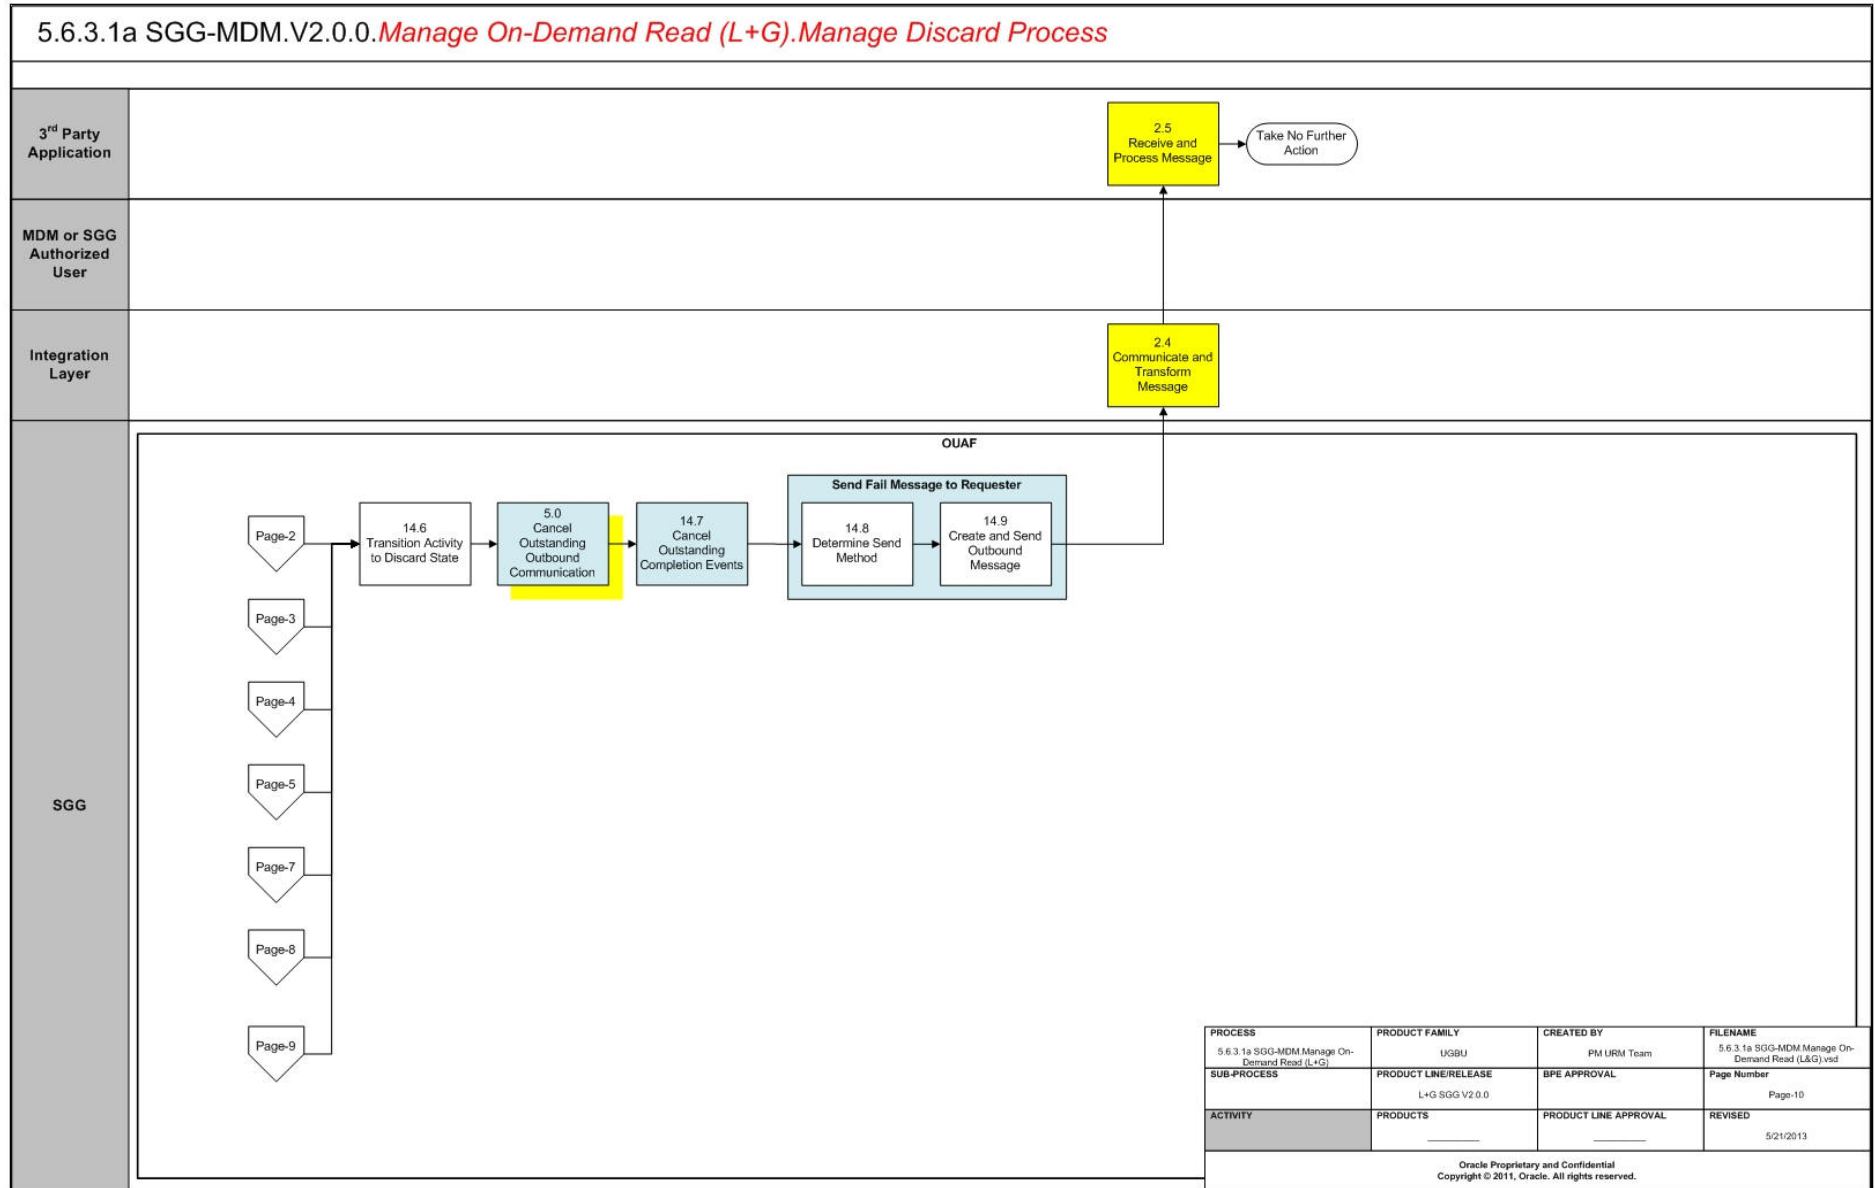 5.6.3.1a SGG-MDM.V2.0.0.Manage On-Demand Read (L+G).Manage Discard Process
3rd Party
Application
2.5
Receive and
Process Message
Take No Further
Action
MDM or SGG
Authorized
User
Integration
Layer
2.4
Communicate and
Transform
Message
SGG
OUAF
Page-2
14.6
Transition Activity
to Discard State
5.0
Cancel
Outstanding
Outbound
Communication
14.7
Cancel
Outstanding
Completion Events
Send Fail Message to Requester
14.8
Determine Send
Method
14.9
Create and Send
Outbound
Message
Page-3
Page-4
Page-5
Page-7
Page-8
Page-9
PROCESS
5.6.3.1a SGG-MDM.Manage On-
Demand Read (L+G)
PRODUCT FAMILY
UGBU
CREATED BY
PM URM Team
FILENAME
5.6.3.1a SGG-MDM.Manage On-
Demand Read (L&G).vsd
SUB-PROCESS
PRODUCT LINE/RELEASE
L+G SGG V2.0.0
BPE APPROVAL
Page Number
Page-10
ACTIVITY
PRODUCTS
PRODUCT LINE APPROVAL
REVISED
5/21/2013
Oracle Proprietary and Confidential
Copyright © 2011, Oracle. All rights reserved.